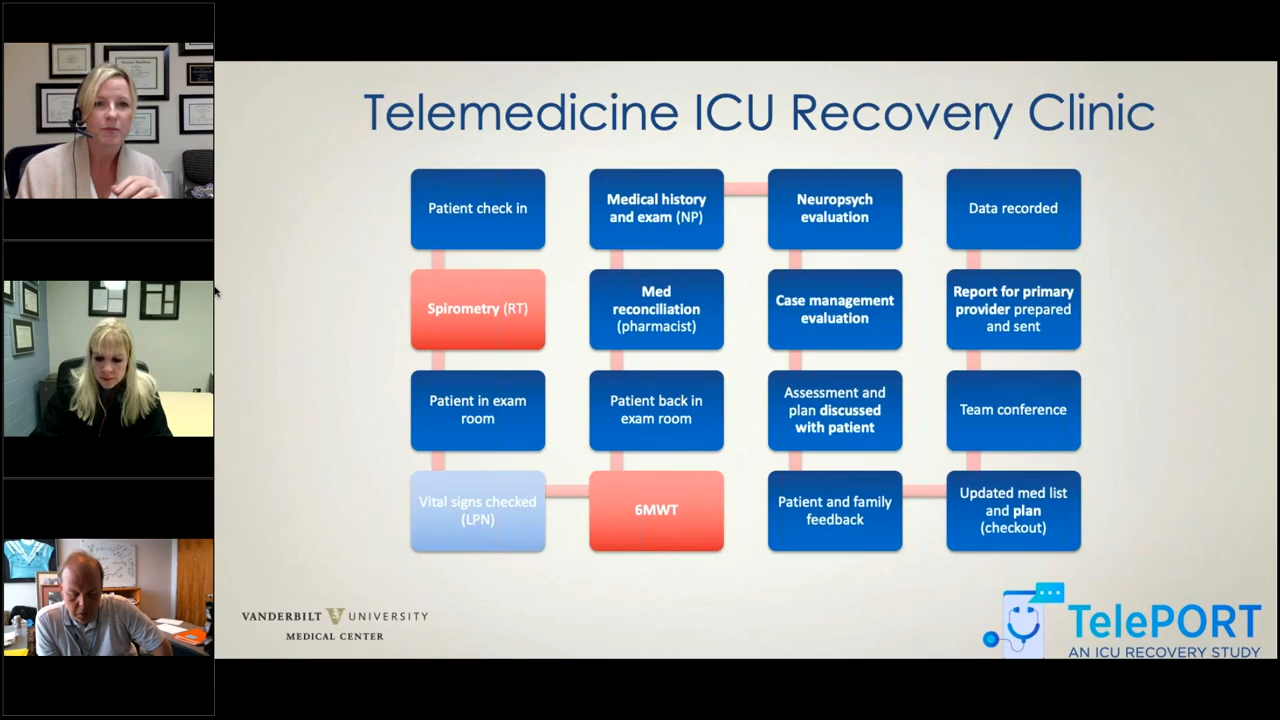 Telemedicine ICU Recovery Clinic
Patient check in
Spirometry (RT)
Patient in exam
room
Vital signs checked
(LPN)
6MWT
Patient back in
exam room
Med
reconciliation
(pharmacist)
Medical history
and exam (NP)
Neuropsych
evaluation
Case management
evaluation
Assessment and
plan discussed
with patient
Patient and family
feedback
Updated med list
and plan
(checkout)
Team conference
Report for primary
provider prepared
and sent
Data recorded
VANDERBILT V UNIVERSITY
MEDICAL CENTER
TelePORT
AN ICU RECOVERY STUDY